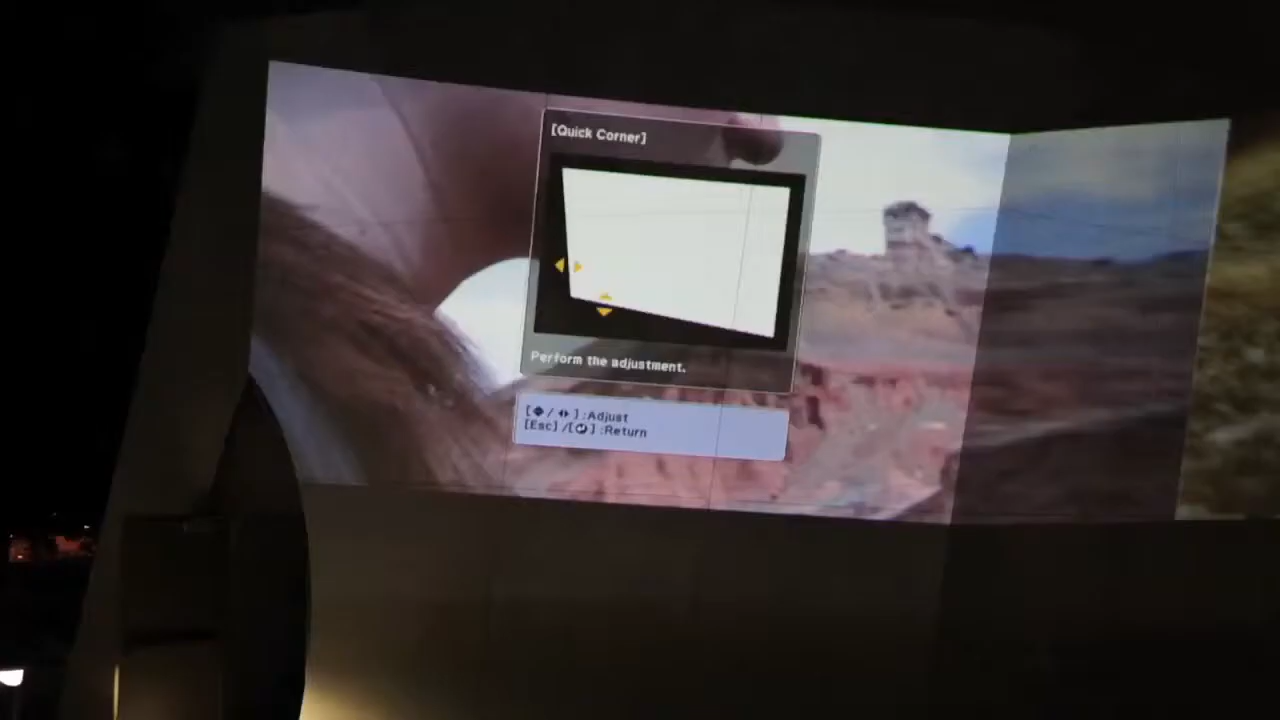 [Quick Corner]
Perform the adjustment.
[◆/◀▶]:Adjust
[Esc]/[↵]:Return